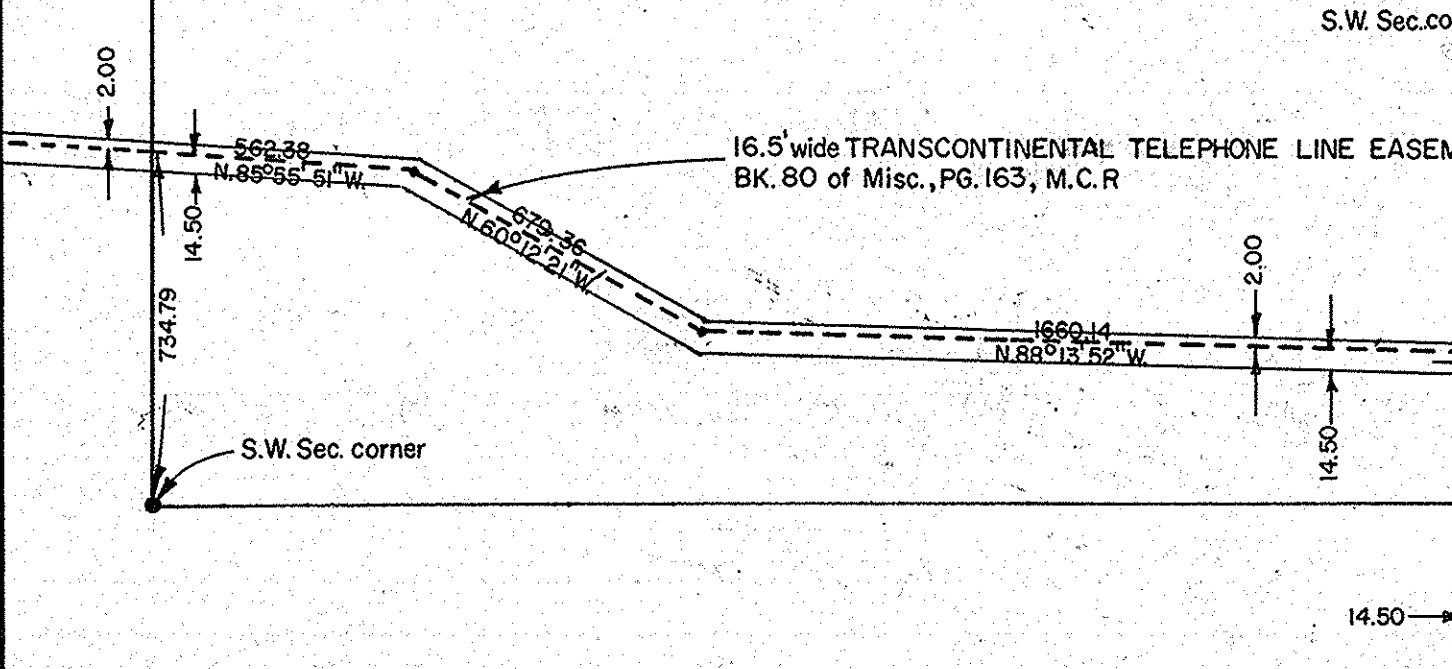 S.W. Sec. co
2.00
562.38
N.85°55'51"W.
14.50
16.5' wide TRANSCONTINENTAL TELEPHONE LINE EASEM
BK. 80 of Misc., PG. 163, M.C.R
679.36
N.60°12'21"W.
2.00
734.79
1660.14
N.88°13'52"W.
14.50
S.W. Sec. corner
14.50